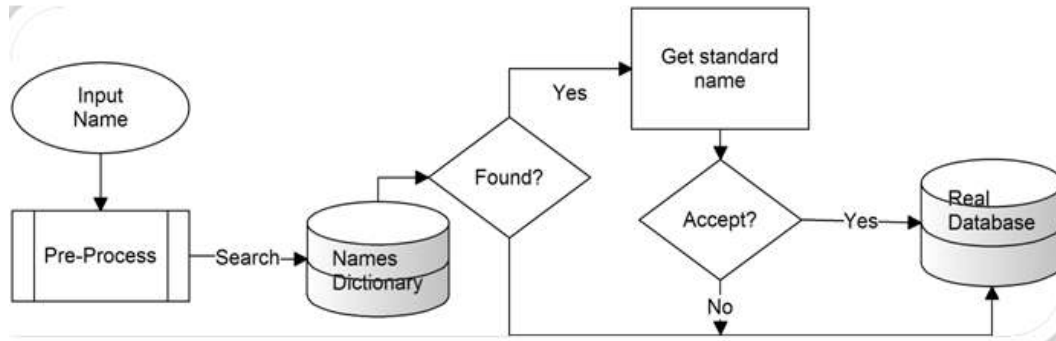 Input
Name
Pre-Process
Search
Names
Dictionary
Found?
Yes
Get standard
name
Accept?
Yes
No
Real
Database